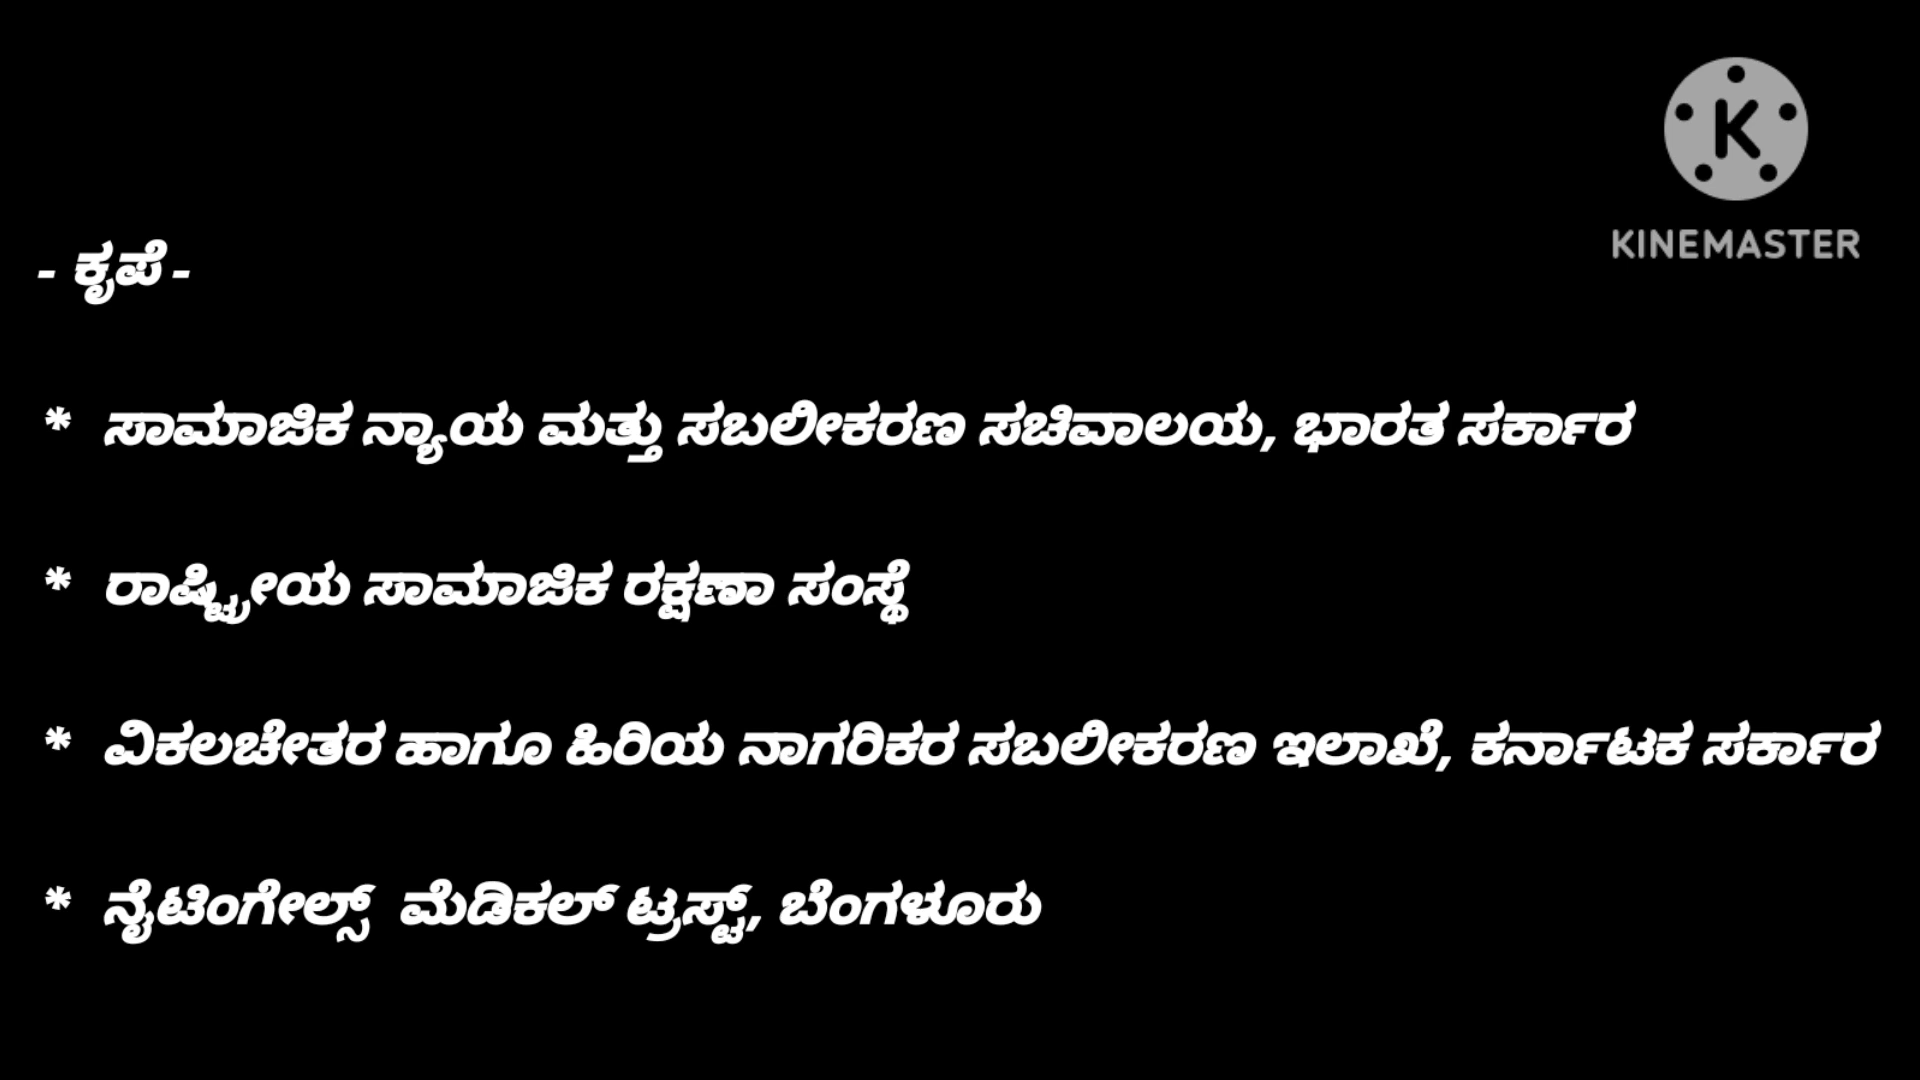 KINEMASTER
- ಕೃಪೆ -
* ಸಾಮಾಜಿಕ ನ್ಯಾಯ ಮತ್ತು ಸಬಲೀಕರಣ ಸಚಿವಾಲಯ, ಭಾರತ ಸರ್ಕಾರ
* ರಾಷ್ಟ್ರೀಯ ಸಾಮಾಜಿಕ ರಕ್ಷಣಾ ಸಂಸ್ಥೆ
* ವಿಕಲಚೇತರ ಹಾಗೂ ಹಿರಿಯ ನಾಗರಿಕರ ಸಬಲೀಕರಣ ಇಲಾಖೆ, ಕರ್ನಾಟಕ ಸರ್ಕಾರ
* ನೈಟಿಂಗೇಲ್ಸ್ ಮೆಡಿಕಲ್ ಟ್ರಸ್ಟ್, ಬೆಂಗಳೂರು